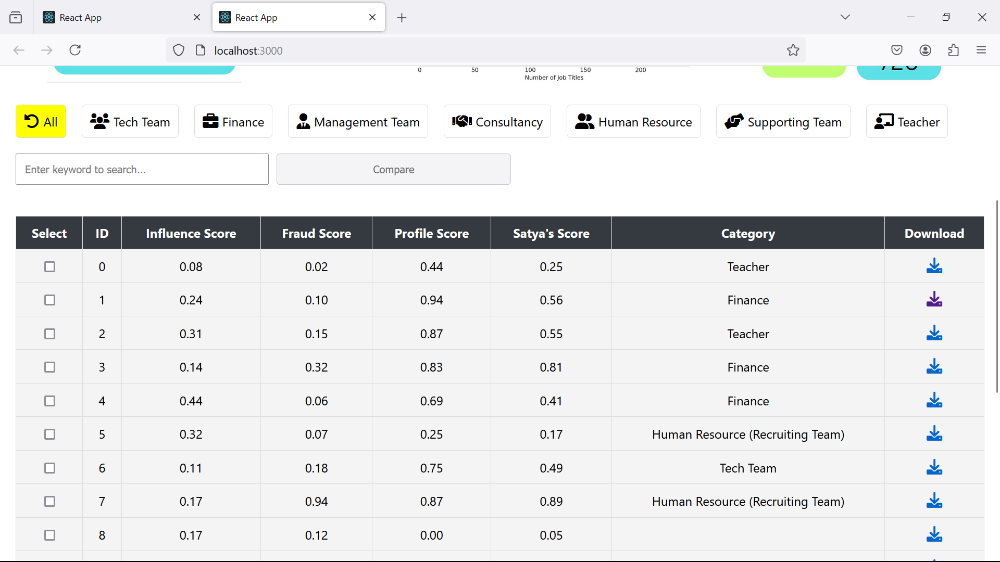 React App
React App
localhost:3000
0 50 100 150 200
Number of Job Titles
All
Tech Team
Finance
Management Team
Consultancy
Human Resource
Supporting Team
Teacher
Enter keyword to search...
Compare
Select ID Influence Score Fraud Score Profile Score Satya's Score Category Download
0 0.08 0.02 0.44 0.25 Teacher
1 0.24 0.10 0.94 0.56 Finance
2 0.31 0.15 0.87 0.55 Teacher
3 0.14 0.32 0.83 0.81 Finance
4 0.44 0.06 0.69 0.41 Finance
5 0.32 0.07 0.25 0.17 Human Resource (Recruiting Team)
6 0.11 0.18 0.75 0.49 Tech Team
7 0.17 0.94 0.87 0.89 Human Resource (Recruiting Team)
8 0.17 0.12 0.00 0.05